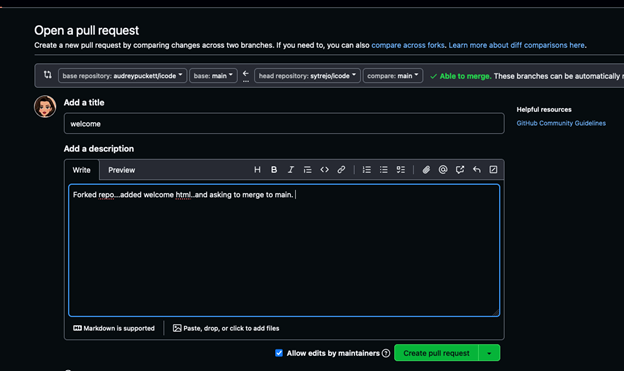 Open a pull request
Create a new pull request by comparing changes across two branches. If you need to, you can also compare across forks. Learn more about diff comparisons here.
base repository: audreypuckett/icode base: main head repository: sytrejo/icode compare: main ✓ Able to merge. These branches can be automatically
Add a title
Helpful resources
welcome
GitHub Community Guidelines
Add a description
Write Preview H B I
Forked repo...added welcome html..and asking to merge to main.
Markdown is supported Paste, drop, or click to add files
Allow edits by maintainers Create pull request